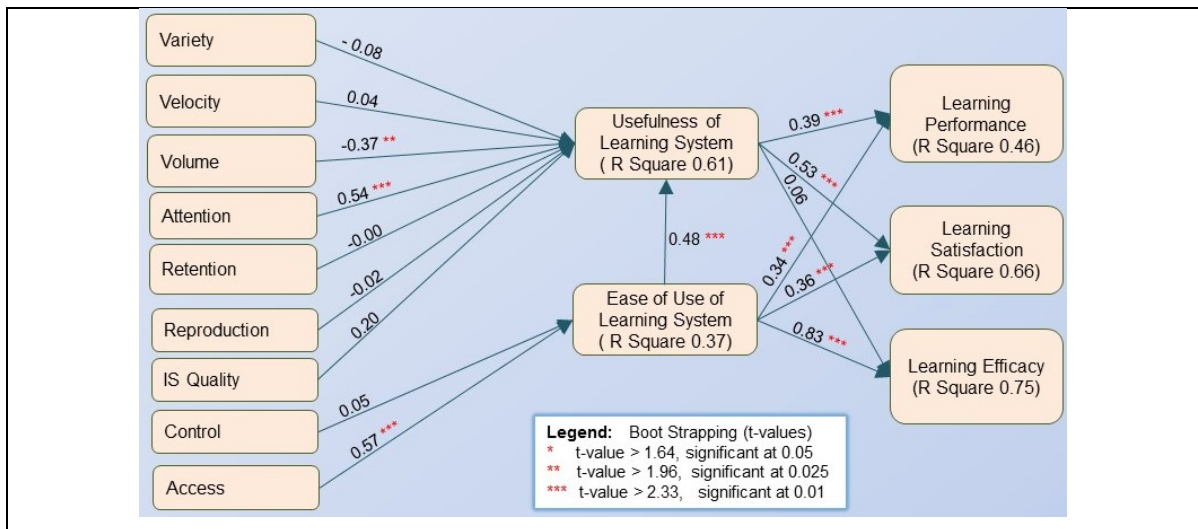 Variety
Velocity
Volume
Attention
Retention
Reproduction
IS Quality
Control
Access
- 0.08
0.04
-0.37 **
0.54 ***
-0.00
-0.02
0.20
0.05
0.57 ***
Usefulness of
Learning System
( R Square 0.61)
0.48 ***
Ease of Use of
Learning System
( R Square 0.37)
0.39 ***
0.53 ***
0.06
0.34 ***
0.36 ***
0.83 ***
Learning
Performance
(R Square 0.46)
Learning
Satisfaction
(R Square 0.66)
Learning Efficacy
(R Square 0.75)
Legend: Boot Strapping (t-values)
* t-value > 1.64, significant at 0.05
** t-value > 1.96, significant at 0.025
*** t-value > 2.33, significant at 0.01